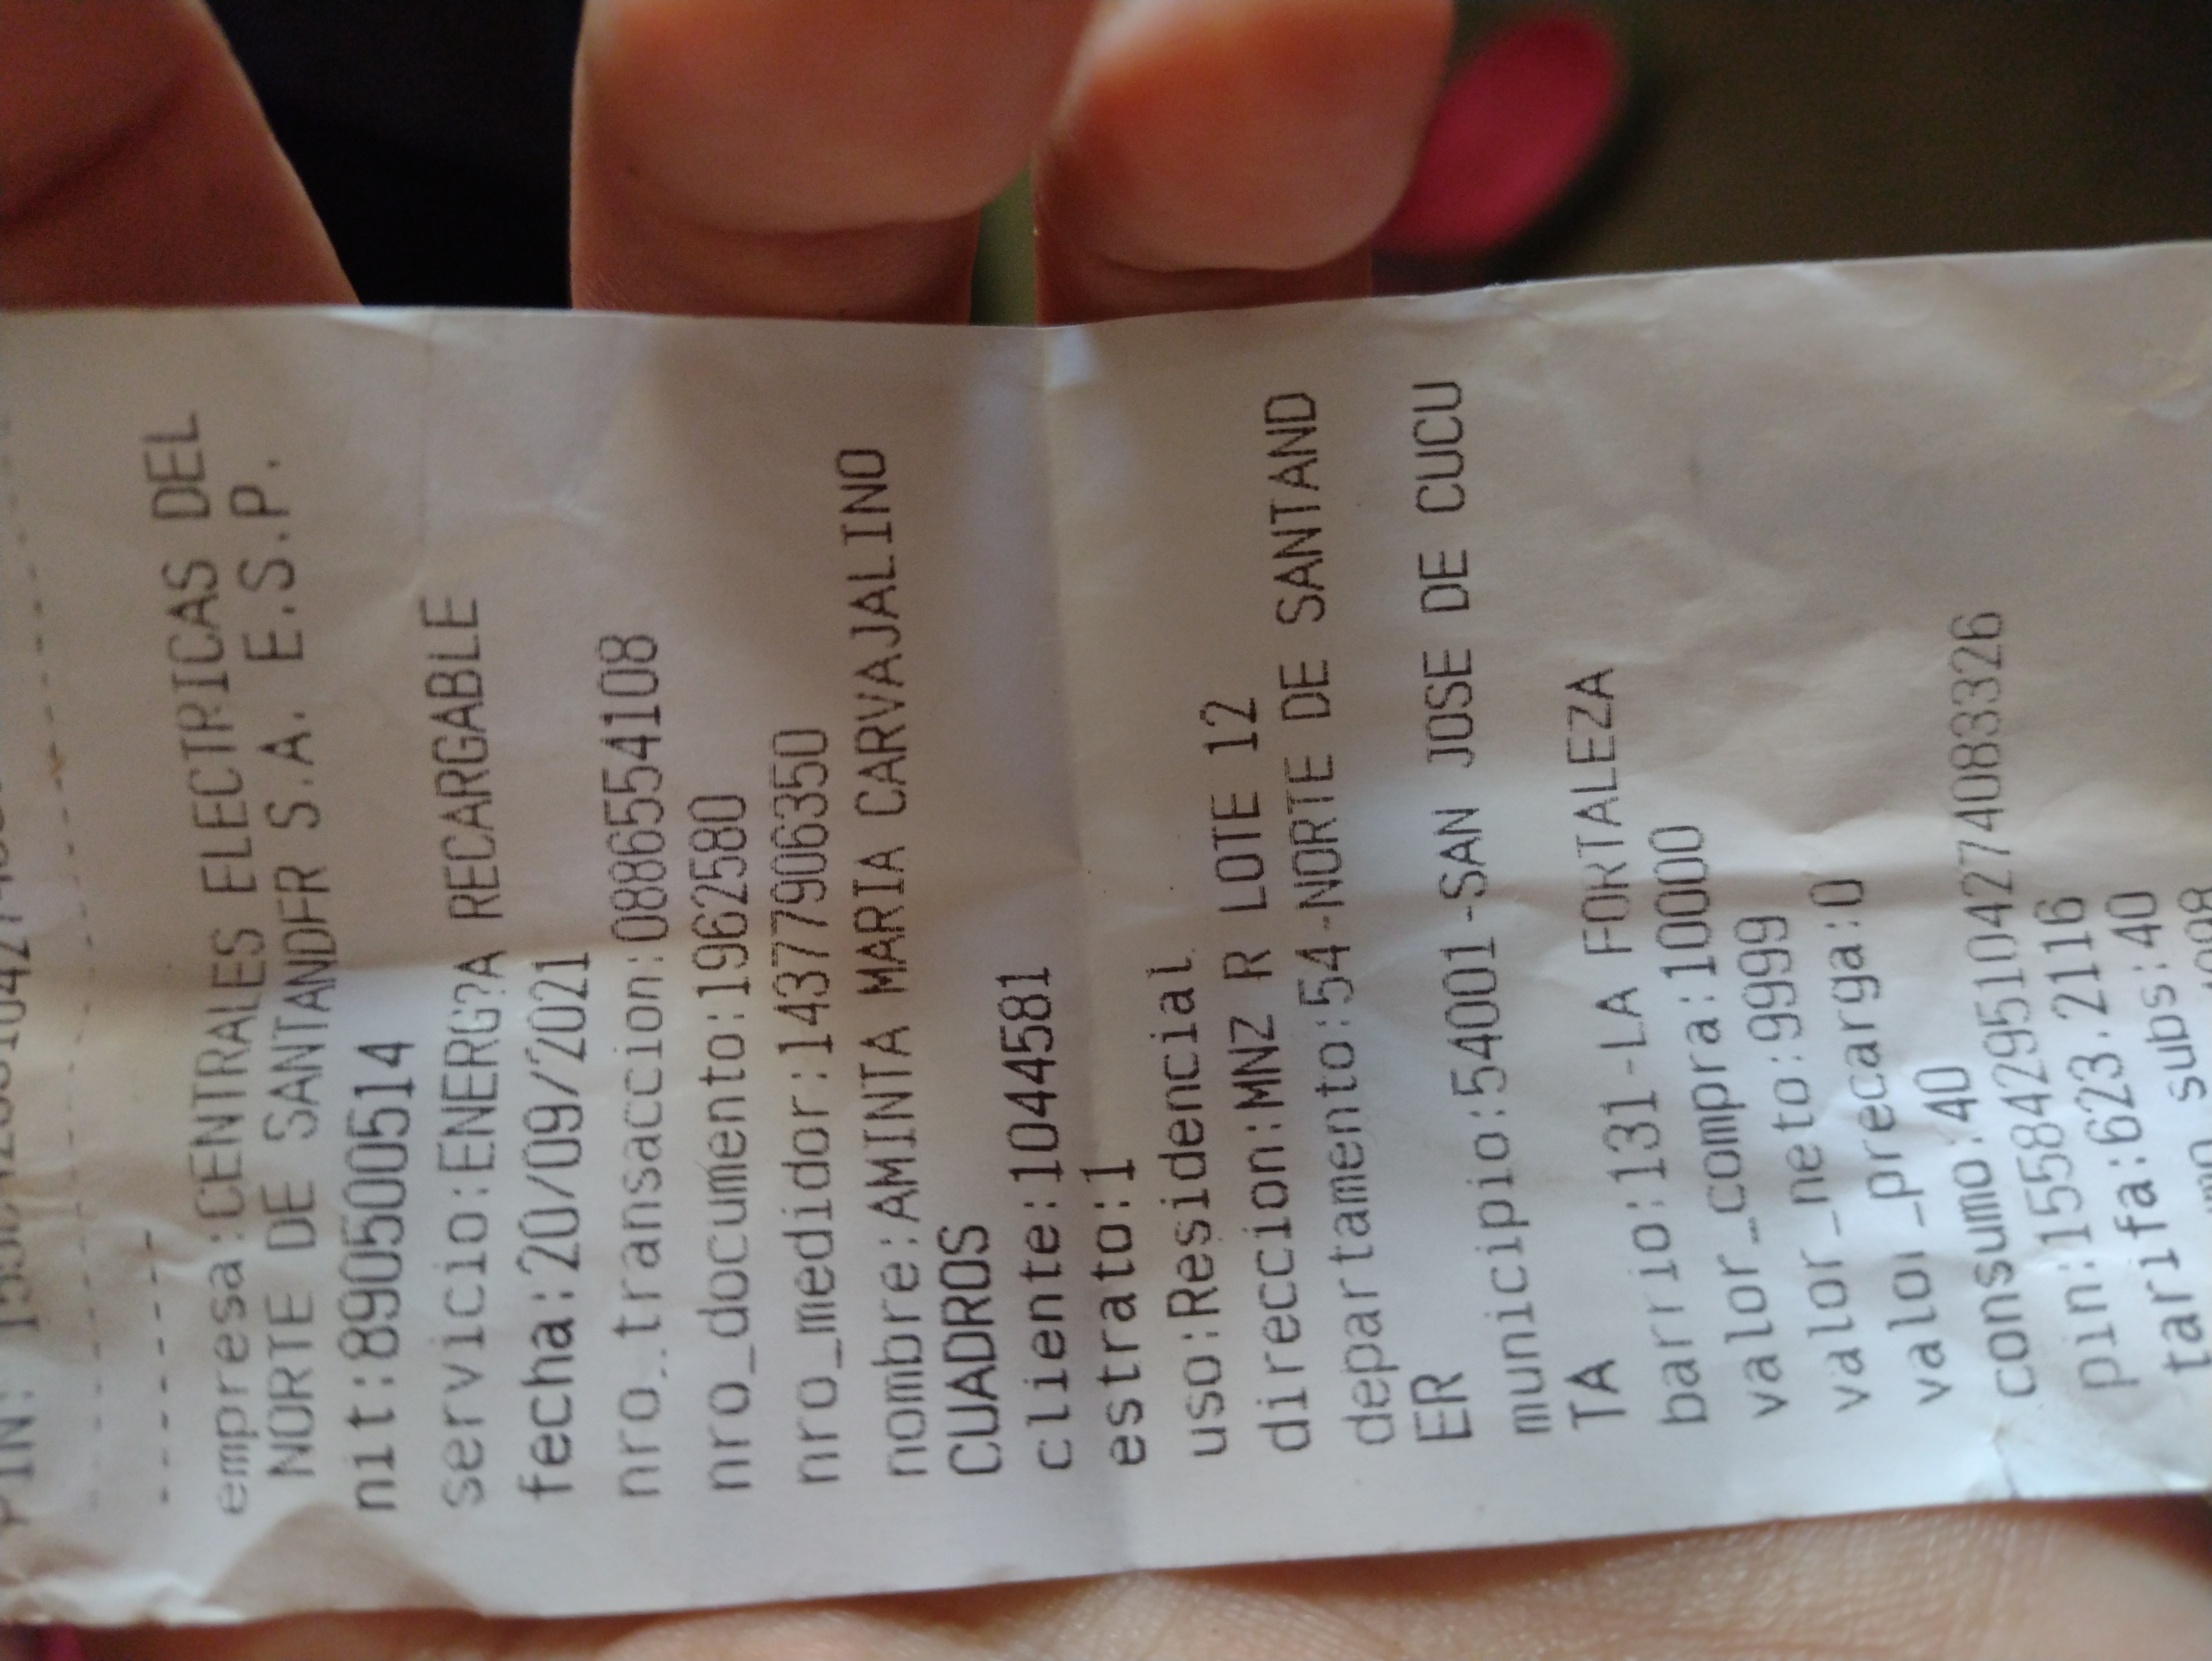 empresa:CENTRALES ELECTRICAS DEL
NORTE DE SANTANDER S.A. E.S.P.
nit:890500514
servicio:ENERG?A RECARGABLE
fecha:20/09/2021
nro_transaccion:0886554108
nro_documento:1962580
nro_medidor:14377906350
nombre:AMINTA MARIA CARVAJALINO
CUADROS
cliente:1044581
estrato:1
uso:Residencial
direccion:MNZ R LOTE 12
departamento:54-NORTE DE SANTAND
ER
municipio:54001-SAN JOSE DE CUCU
TA
barrio:131-LA FORTALEZA
valor_compra:10000
valor_neto:9999
valor_precarga:0
consumo:40
pin:15584295104274083326
tarifa:623.2116
subs:40